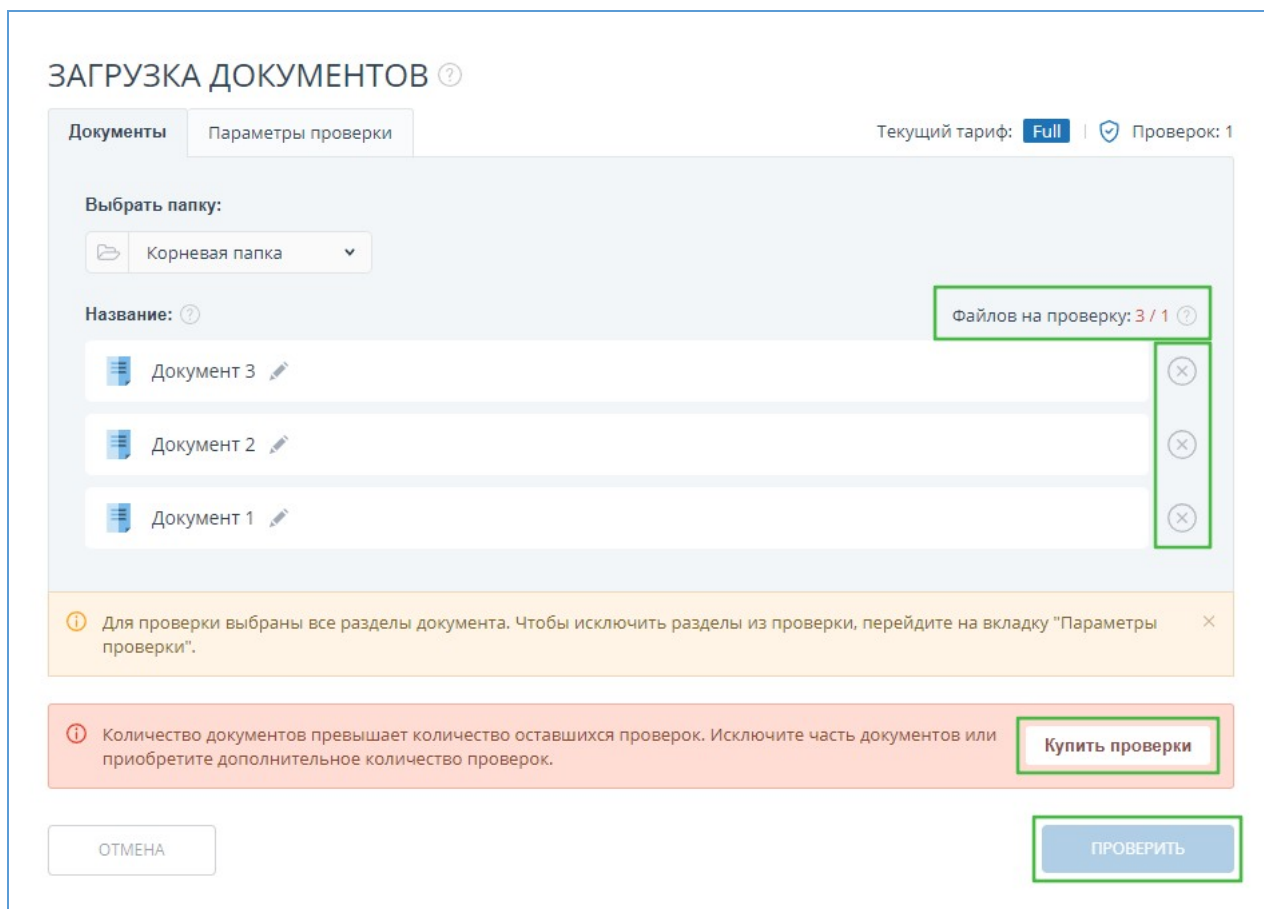 ЗАГРУЗКА ДОКУМЕНТОВ ?
Документы Параметры проверки Текущий тариф: Full | Проверок: 1
Выбрать папку:
Корневая папка
Название: ? Файлов на проверку: 3 / 1 ?
Документ 3
Документ 2
Документ 1
Для проверки выбраны все разделы документа. Чтобы исключить разделы из проверки, перейдите на вкладку "Параметры
проверки".
Количество документов превышает количество оставшихся проверок. Исключите часть документов или
приобретите дополнительное количество проверок.
Купить проверки
ОТМЕНА ПРОВЕРИТЬ